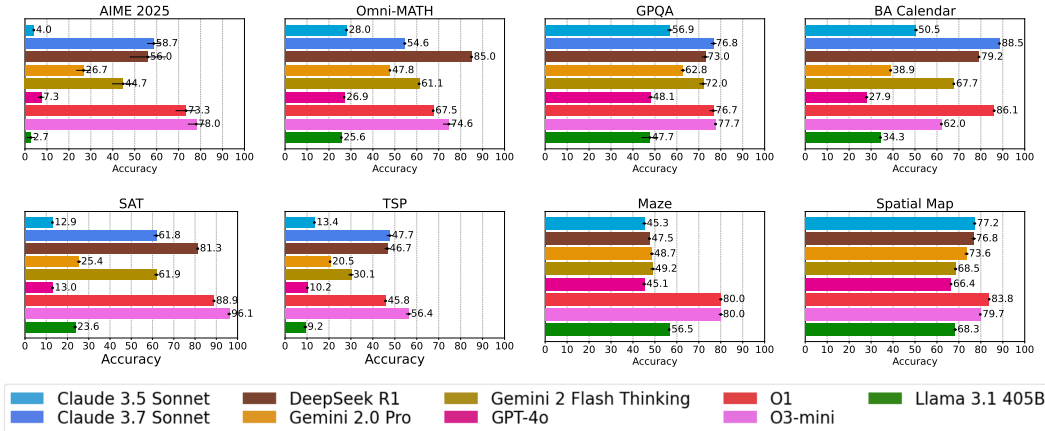 AIME 2025
4.0
58.7
56.0
26.7
44.7
7.3
73.3
78.0
2.7
0 10 20 30 40 50 60 70 80 90 100
Accuracy
Omni-MATH
28.0
54.6
85.0
47.8
61.1
26.9
67.5
74.6
25.6
0 10 20 30 40 50 60 70 80 90 100
Accuracy
GPQA
56.9
76.8
73.0
62.8
72.0
48.1
76.7
77.7
47.7
0 10 20 30 40 50 60 70 80 90 100
Accuracy
BA Calendar
50.5
88.5
79.2
38.9
67.7
27.9
86.1
62.0
34.3
0 10 20 30 40 50 60 70 80 90 100
Accuracy
SAT
12.9
61.8
81.3
25.4
61.9
13.0
88.9
96.1
23.6
0 10 20 30 40 50 60 70 80 90 100
Accuracy
TSP
13.4
47.7
46.7
20.5
30.1
10.2
45.8
56.4
9.2
0 10 20 30 40 50 60 70 80 90 100
Accuracy
Maze
45.3
47.5
48.7
49.2
45.1
80.0
80.0
56.5
0 10 20 30 40 50 60 70 80 90 100
Accuracy
Spatial Map
77.2
76.8
73.6
68.5
66.4
83.8
79.7
68.3
0 10 20 30 40 50 60 70 80 90 100
Accuracy
Claude 3.5 Sonnet DeepSeek R1 Gemini 2 Flash Thinking O1 Llama 3.1 405B
Claude 3.7 Sonnet Gemini 2.0 Pro GPT-4o O3-mini